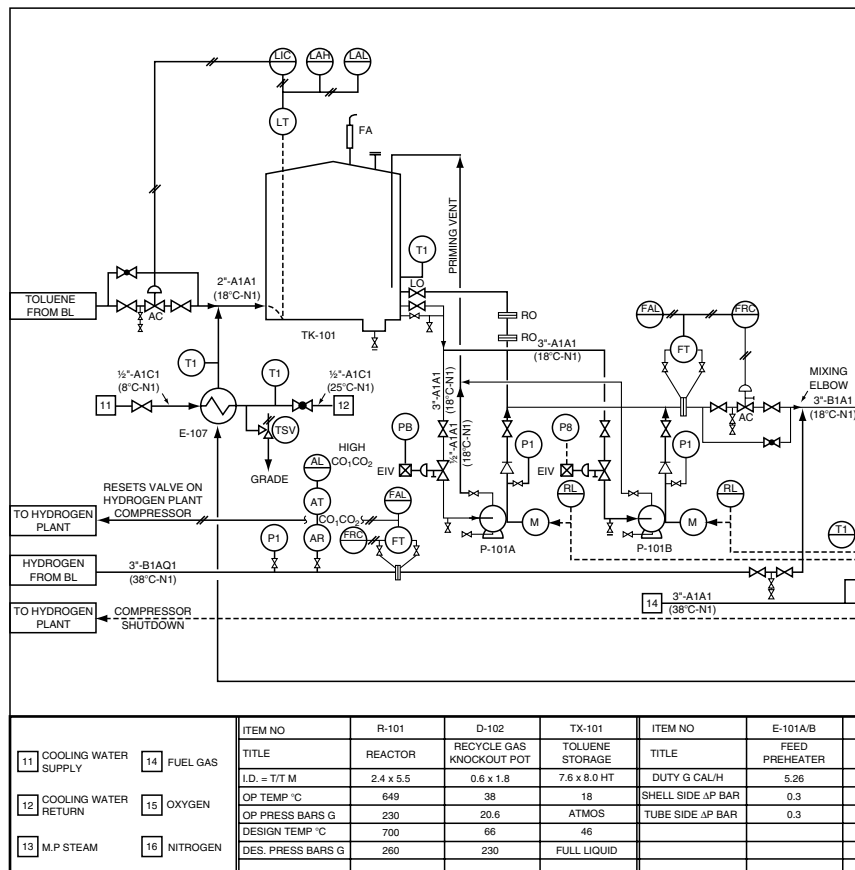 LIC
LAH
LAL
LT
FA
PRIMING VENT
T1
LO
2"-A1A1
(18°C-N1)
TOLUENE
FROM BL
AC
TK-101
RO
RO
FAL
FRC
3"-A1A1
(18°C-N1)
FT
T1
½"-A1C1
(8°C-N1)
T1
½"-A1C1
(25°C-N1)
11
12
E-107
TSV
GRADE
3"-A1A1
(18°C-N1)
½"-A1A1
(18°C-N1)
MIXING
ELBOW
3"-B1A1
(18°C-N1)
AC
PB
P1
P8
P1
EIV
EIV
HIGH
CO₁CO₂
AL
AT
CO₁CO₂
AR
FAL
FRC
FT
RL
RL
RESETS VALVE ON
HYDROGEN PLANT
COMPRESSOR
TO HYDROGEN
PLANT
P1
M
M
P-101A
P-101B
T1
HYDROGEN
FROM BL
3"-B1AQ1
(38°C-N1)
14
3"-A1A1
(38°C-N1)
TO HYDROGEN
PLANT
COMPRESSOR
SHUTDOWN
11 COOLING WATER
SUPPLY
14 FUEL GAS
12 COOLING WATER
RETURN
15 OXYGEN
13 M.P STEAM
16 NITROGEN
ITEM NO R-101 D-102 TX-101 ITEM NO E-101A/B
TITLE REACTOR RECYCLE GAS KNOCKOUT POT TOLUENE STORAGE TITLE FEED PREHEATER
I.D. = T/T M 2.4 x 5.5 0.6 x 1.8 7.6 x 8.0 HT DUTY G CAL/H 5.26
OP TEMP °C 649 38 18 SHELL SIDE ΔP BAR 0.3
OP PRESS BARS G 230 20.6 ATMOS TUBE SIDE ΔP BAR 0.3
DESIGN TEMP °C 700 66 46
DES. PRESS BARS G 260 230 FULL LIQUID